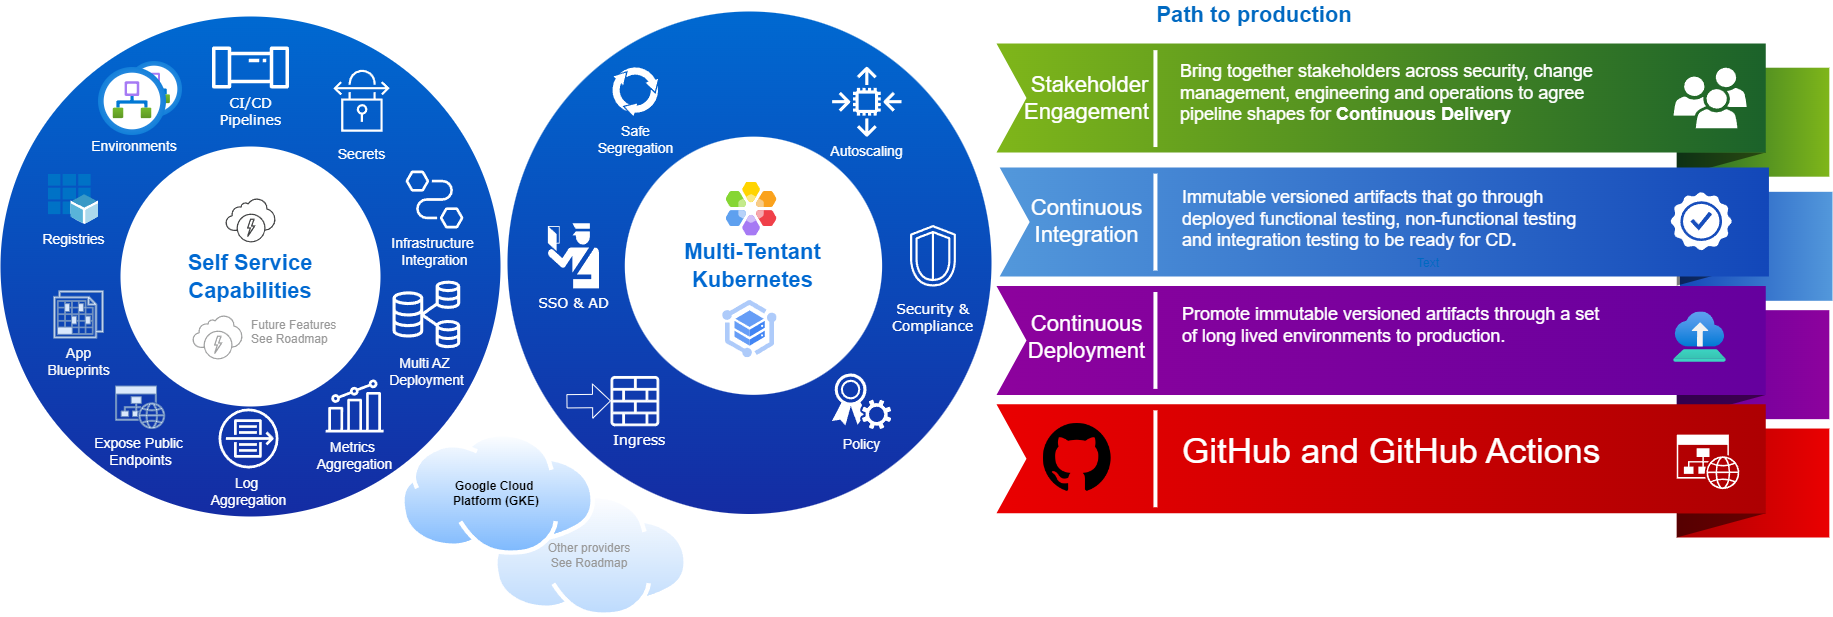 Environments
CI/CD
Pipelines
Secrets
Registries
Infrastructure
Integration
App
Blueprints
Multi AZ
Deployment
Expose Public
Endpoints
Log
Aggregation
Metrics
Aggregation
Self Service
Capabilities
Future Features
See Roadmap
Safe
Segregation
Autoscaling
SSO & AD
Security &
Compliance
Ingress
Policy
Multi-Tentant
Kubernetes
Google Cloud
Platform (GKE)
Other providers
See Roadmap
Path to production
Stakeholder
Engagement
Bring together stakeholders across security, change
management, engineering and operations to agree
pipeline shapes for Continuous Delivery
Continuous
Integration
Immutable versioned artifacts that go through
deployed functional testing, non-functional testing
and integration testing to be ready for CD.
Text
Continuous
Deployment
Promote immutable versioned artifacts through a set
of long lived environments to production.
GitHub and GitHub Actions